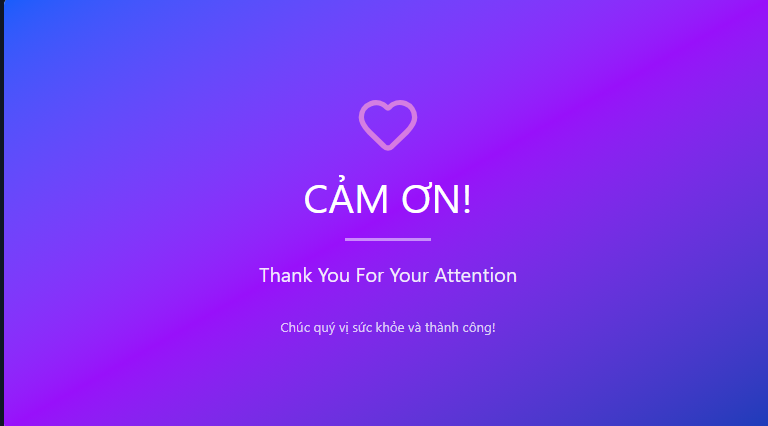 CẢM ƠN!
Thank You For Your Attention
Chúc quý vị sức khỏe và thành công!